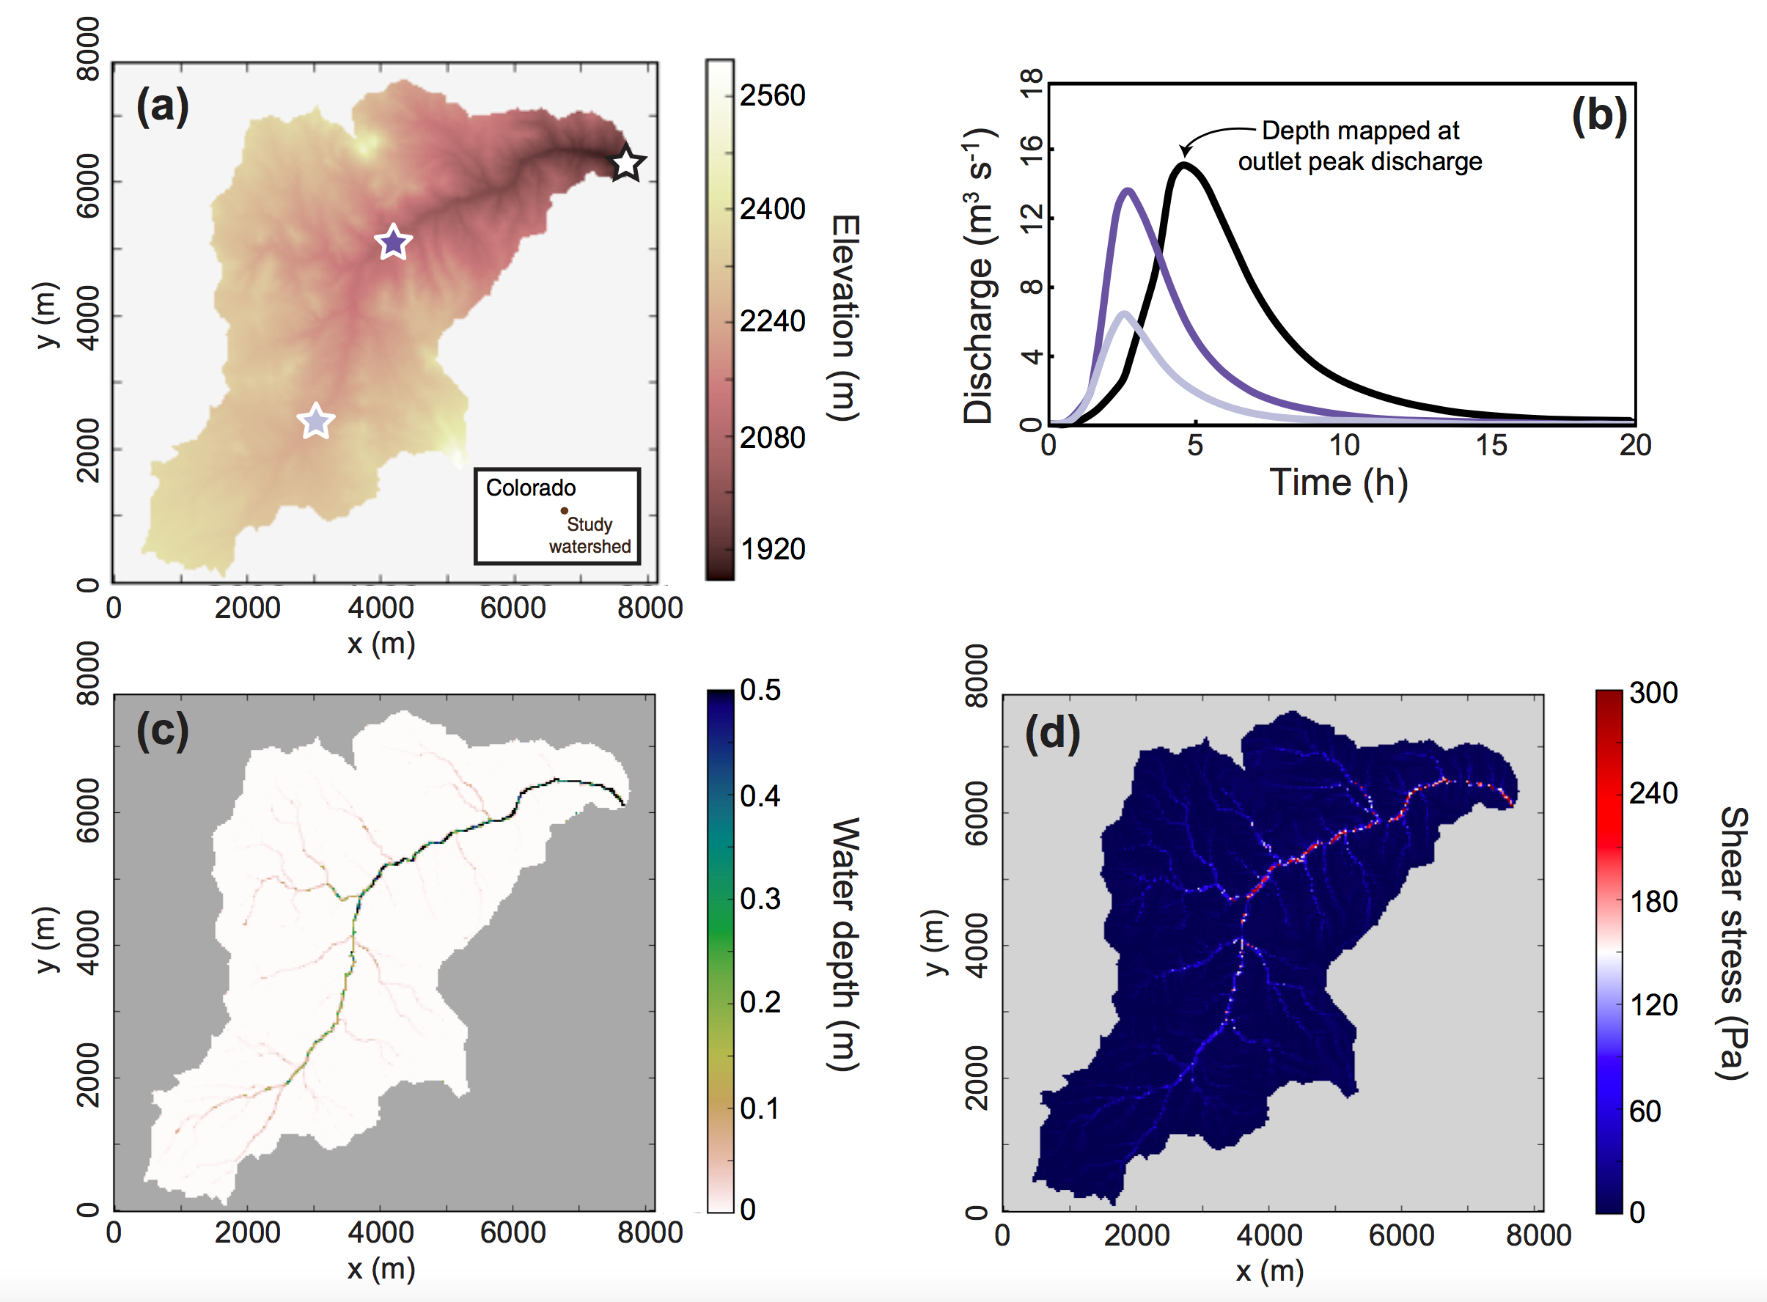 (a)
8000
6000
4000
2000
0
y (m)
0
2000
4000
6000
8000
x (m)
Colorado
Study
watershed
2560
2400
2240
2080
1920
Elevation (m)
(b)
18
16
12
8
4
0
Discharge (m³ s⁻¹)
Depth mapped at
outlet peak discharge
0
5
10
15
20
Time (h)
(c)
8000
6000
4000
2000
0
y (m)
0
2000
4000
6000
8000
x (m)
0.5
0.4
0.3
0.2
0.1
0
Water depth (m)
(d)
8000
6000
4000
2000
0
y (m)
0
2000
4000
6000
8000
x (m)
300
240
180
120
60
0
Shear stress (Pa)